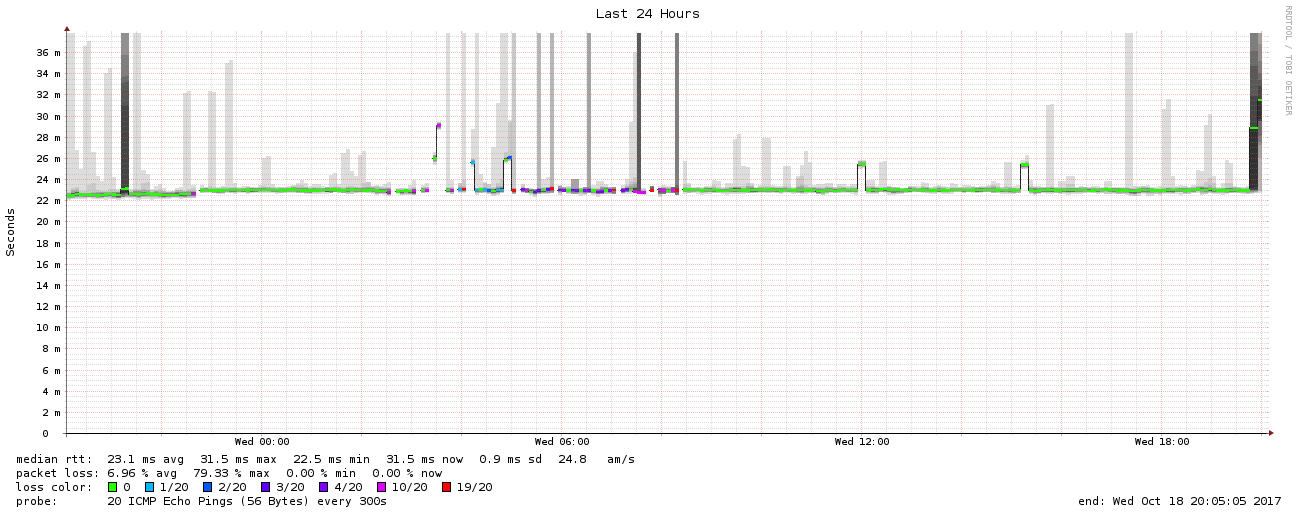 Last 24 Hours
RRDTOOL / TOBI OETIKER
Seconds
36 m
34 m
32 m
30 m
28 m
26 m
24 m
22 m
20 m
18 m
16 m
14 m
12 m
10 m
8 m
6 m
4 m
2 m
0
Wed 00:00 Wed 06:00 Wed 12:00 Wed 18:00
median rtt: 23.1 ms avg 31.5 ms max 22.5 ms min 31.5 ms now 0.9 ms sd 24.8 am/s
packet loss: 6.96 % avg 79.33 % max 0.00 % min 0.00 % now
loss color: 0 1/20 2/20 3/20 4/20 10/20 19/20
probe: 20 ICMP Echo Pings (56 Bytes) every 300s end: Wed Oct 18 20:05:05 2017